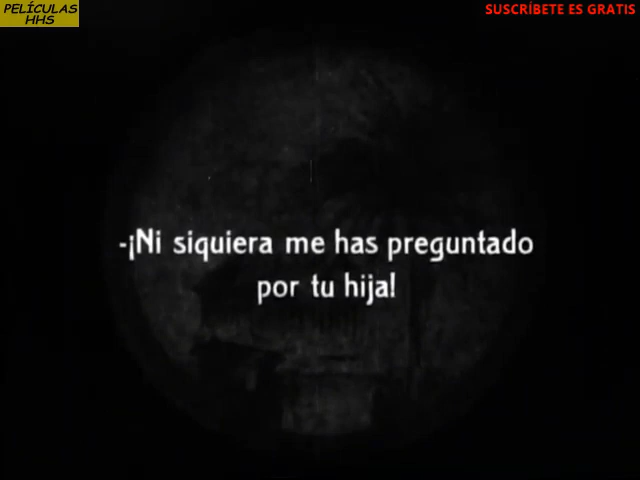 PELÍCULAS
HHS
SUSCRÍBETE ES GRATIS
-¡Ni siquiera me has preguntado
por tu hija!